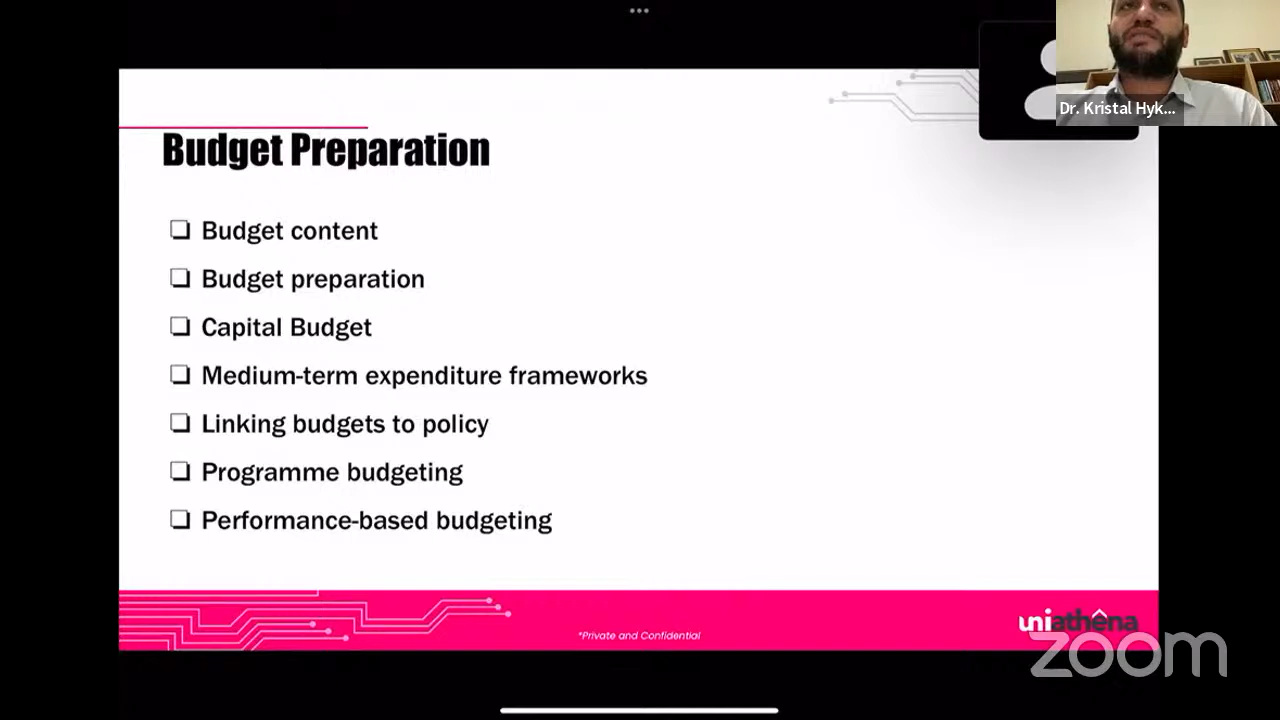 Dr. Kristal Hyk...
Budget Preparation
Budget content
Budget preparation
Capital Budget
Medium-term expenditure frameworks
Linking budgets to policy
Programme budgeting
Performance-based budgeting
*Private and Confidential
uniathena
zoom